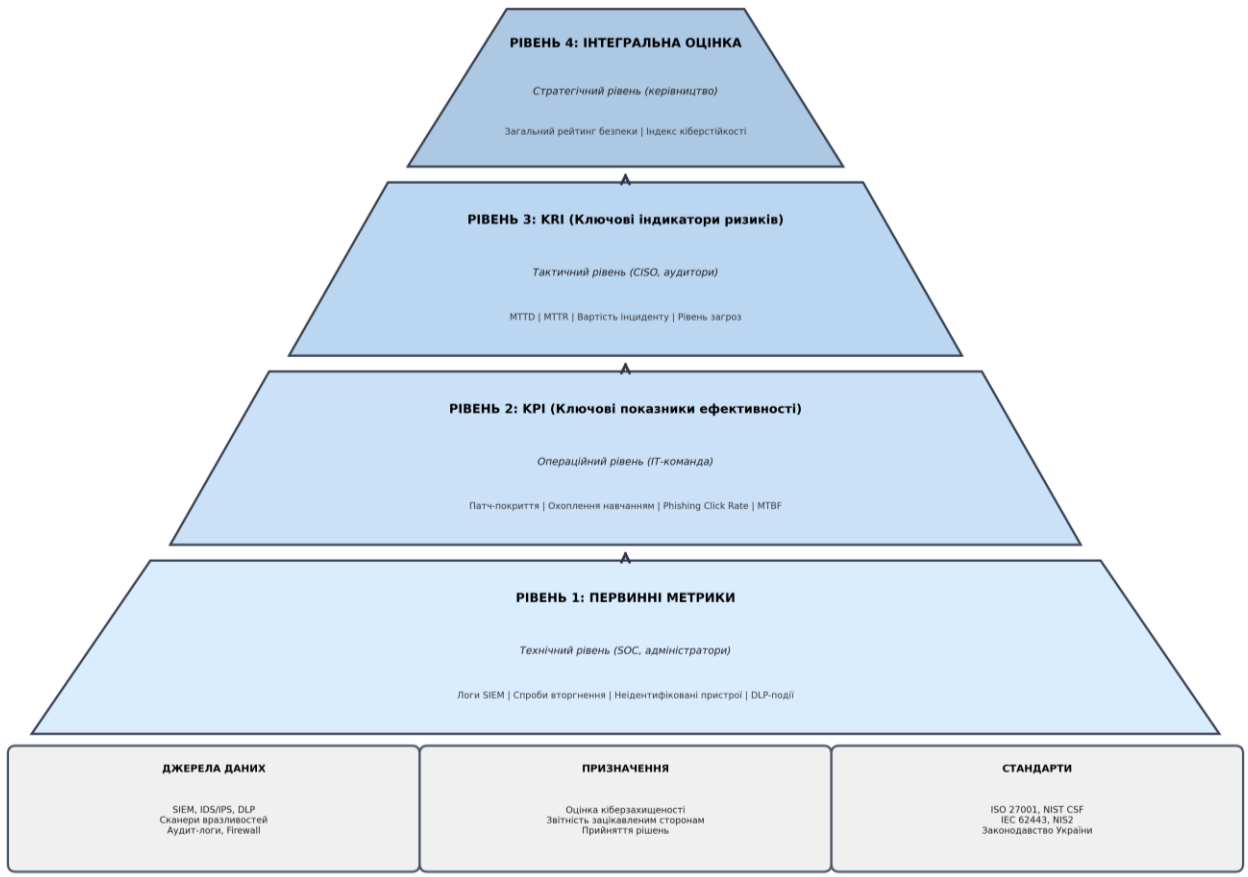 РІВЕНЬ 4: ІНТЕГРАЛЬНА ОЦІНКА
Стратегічний рівень (керівництво)
Загальний рейтинг безпеки | Індекс кіберстійкості
РІВЕНЬ 3: KRI (Ключові індикатори ризиків)
Тактичний рівень (CISO, аудитори)
MTTD | MTTR | Вартість інциденту | Рівень загроз
РІВЕНЬ 2: KPI (Ключові показники ефективності)
Операційний рівень (ІТ-команда)
Патч-покриття | Охоплення навчанням | Phishing Click Rate | MTBF
РІВЕНЬ 1: ПЕРВИННІ МЕТРИКИ
Технічний рівень (SOC, адміністратори)
Логи SIEM | Спроби вторгнення | Неідентифіковані пристрої | DLP-події
ДЖЕРЕЛА ДАНИХ
SIEM, IDS/IPS, DLP
Сканери вразливостей
Аудит-логи, Firewall
ПРИЗНАЧЕННЯ
Оцінка кіберзахищеності
Звітність зацікавленим сторонам
Прийняття рішень
СТАНДАРТИ
ISO 27001, NIST CSF
IEC 62443, NIS2
Законодавство України